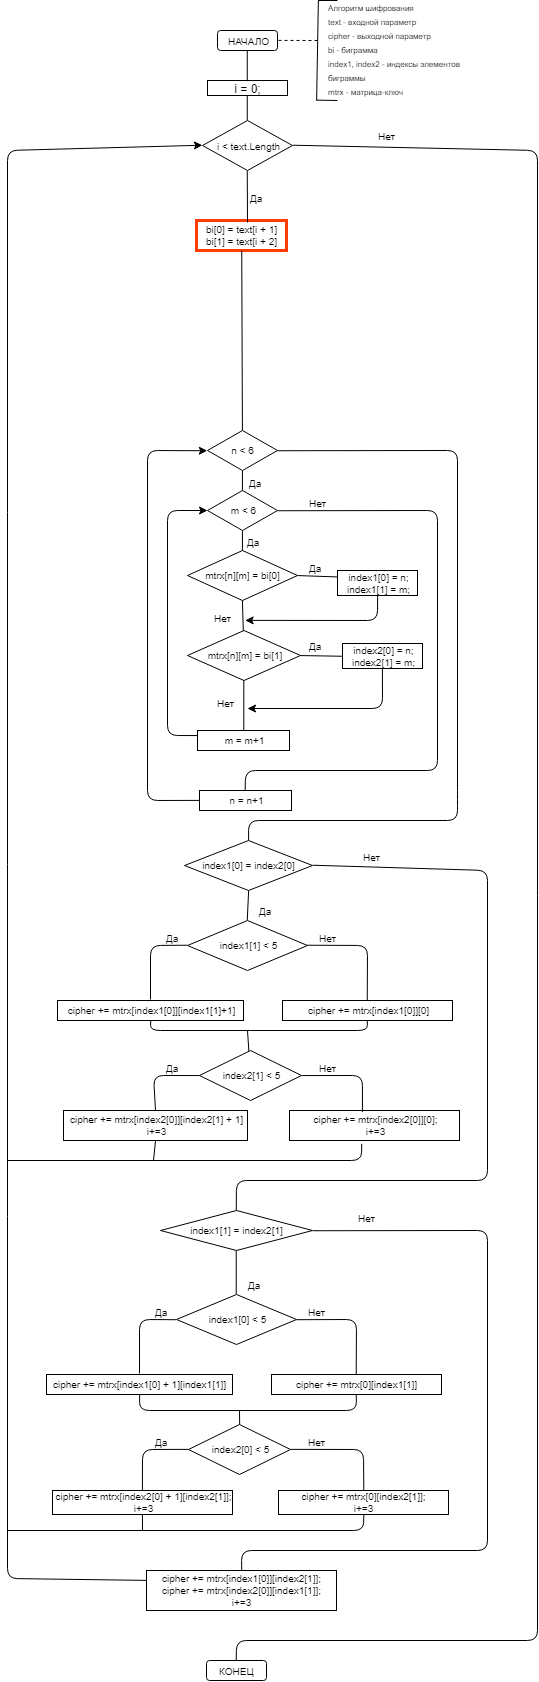 Алгоритм шифрования
text - входной параметр
cipher - выходной параметр
bi - биграмма
index1, index2 - индексы элементов
биграммы
mtrx - матрица-ключ
НАЧАЛО
i = 0;
i < text.Length
Нет
Да
bi[0] = text[i + 1]
bi[1] = text[i + 2]
n < 6
Да
m < 6
Нет
Да
mtrx[n][m] = bi[0]
Да
index1[0] = n;
index1[1] = m;
Нет
mtrx[n][m] = bi[1]
Да
index2[0] = n;
index2[1] = m;
Нет
m = m+1
n = n+1
index1[0] = index2[0]
Нет
Да
index1[1] < 5
Да
Нет
cipher += mtrx[index1[0]][index1[1]+1]
cipher += mtrx[index1[0]][0]
index2[1] < 5
Да
Нет
cipher += mtrx[index2[0]][index2[1] + 1]
i+=3
cipher += mtrx[index2[0]][0];
i+=3
index1[1] = index2[1]
Нет
Да
index1[0] < 5
Да
Нет
cipher += mtrx[index1[0] + 1][index1[1]]
cipher += mtrx[0][index1[1]]
index2[0] < 5
Да
Нет
cipher += mtrx[index2[0] + 1][index2[1]];
i+=3
cipher += mtrx[0][index2[1]];
i+=3
cipher += mtrx[index1[0]][index2[1]];
cipher += mtrx[index2[0]][index1[1]];
i+=3
КОНЕЦ